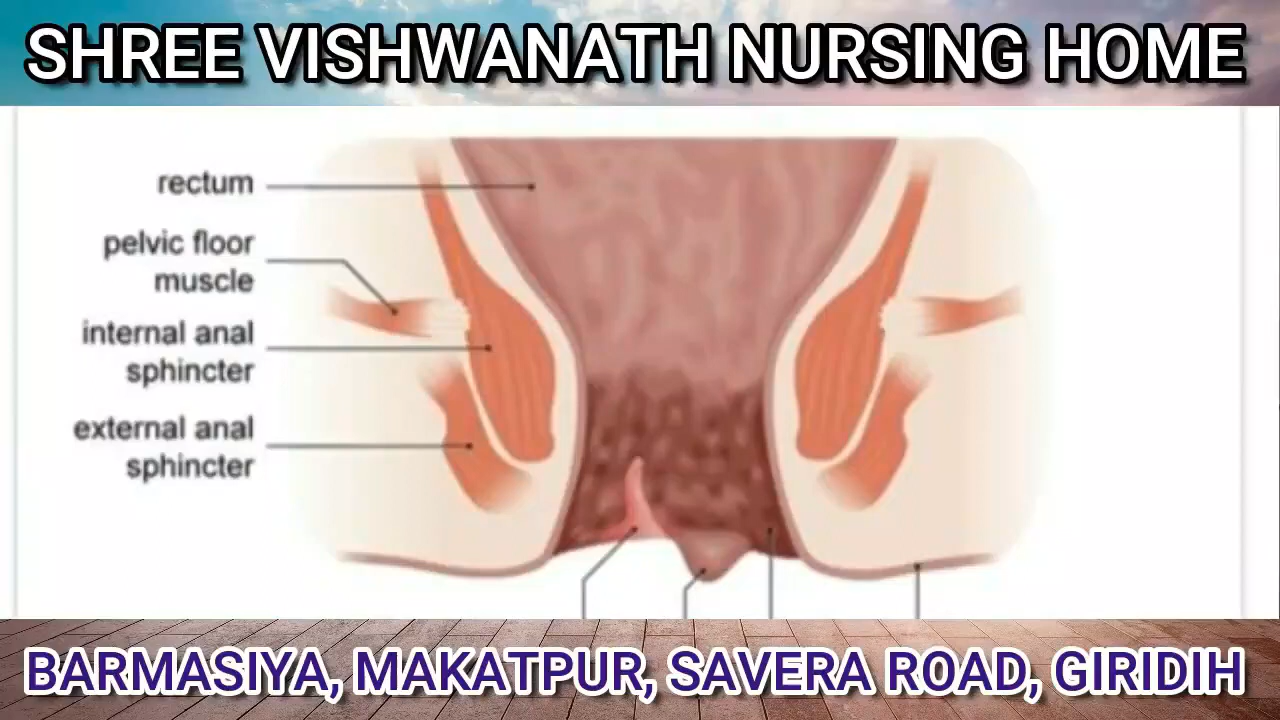 SHREE VISHWANATH NURSING HOME
rectum
pelvic floor
muscle
internal anal
sphincter
external anal
sphincter
BARMASIYA, MAKATPUR, SAVERA ROAD, GIRIDIH